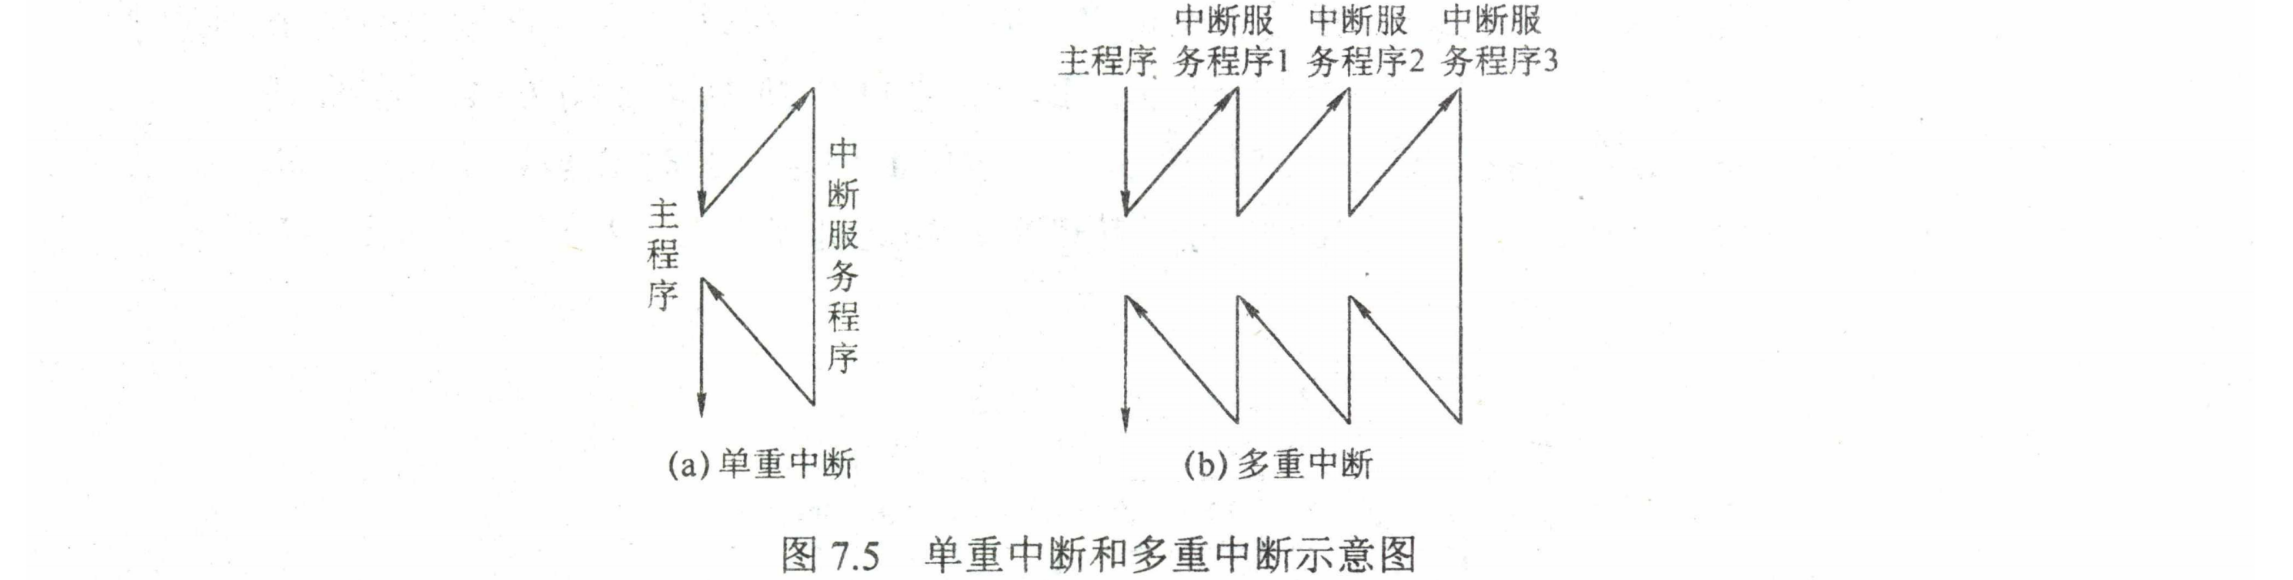 主程序
中断服务程序
(a)单重中断
主程序
中断服
务程序1
中断服
务程序2
中断服
务程序3
(b)多重中断
图 7.5 单重中断和多重中断示意图